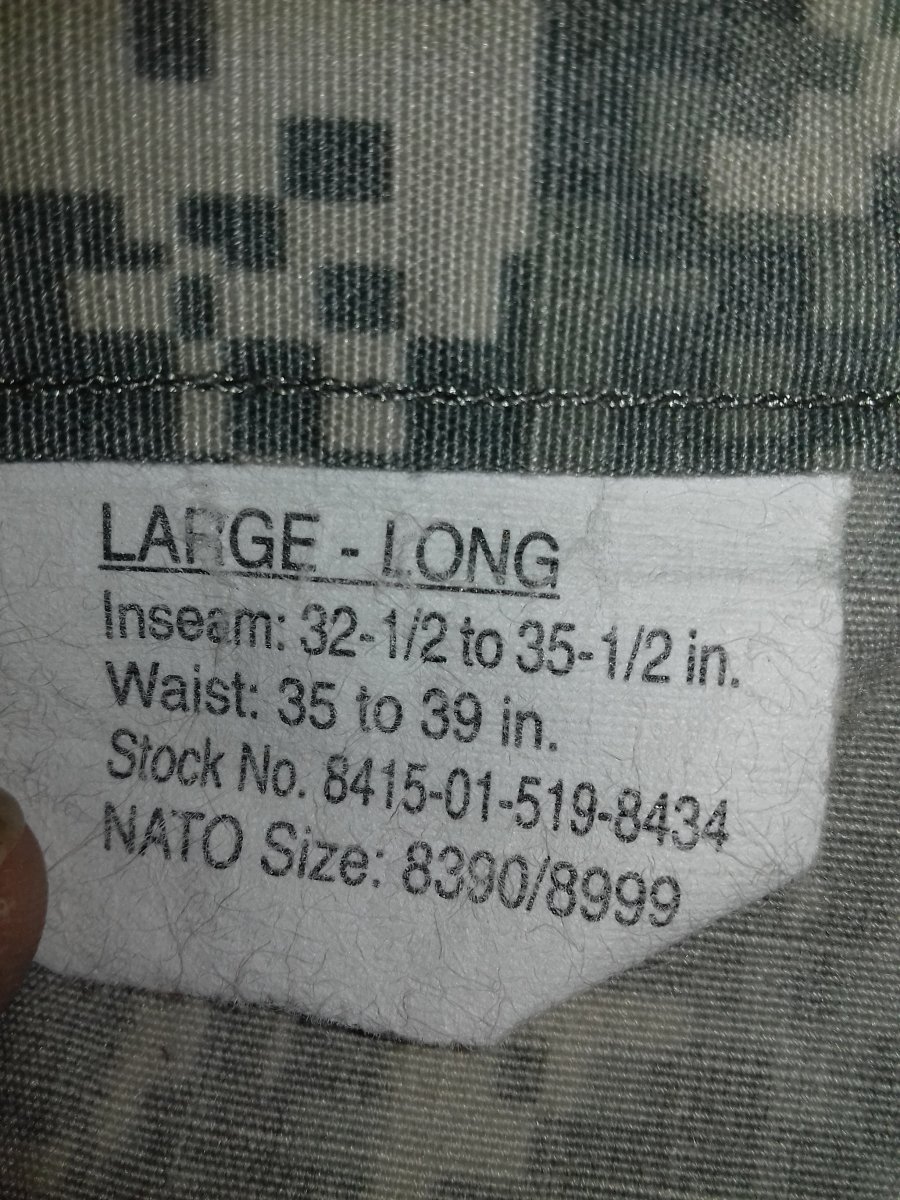 LARGE - LONG
Inseam: 32-1/2 to 35-1/2 in.
Waist: 35 to 39 in.
Stock No. 8415-01-519-8434
NATO Size: 8390/8999